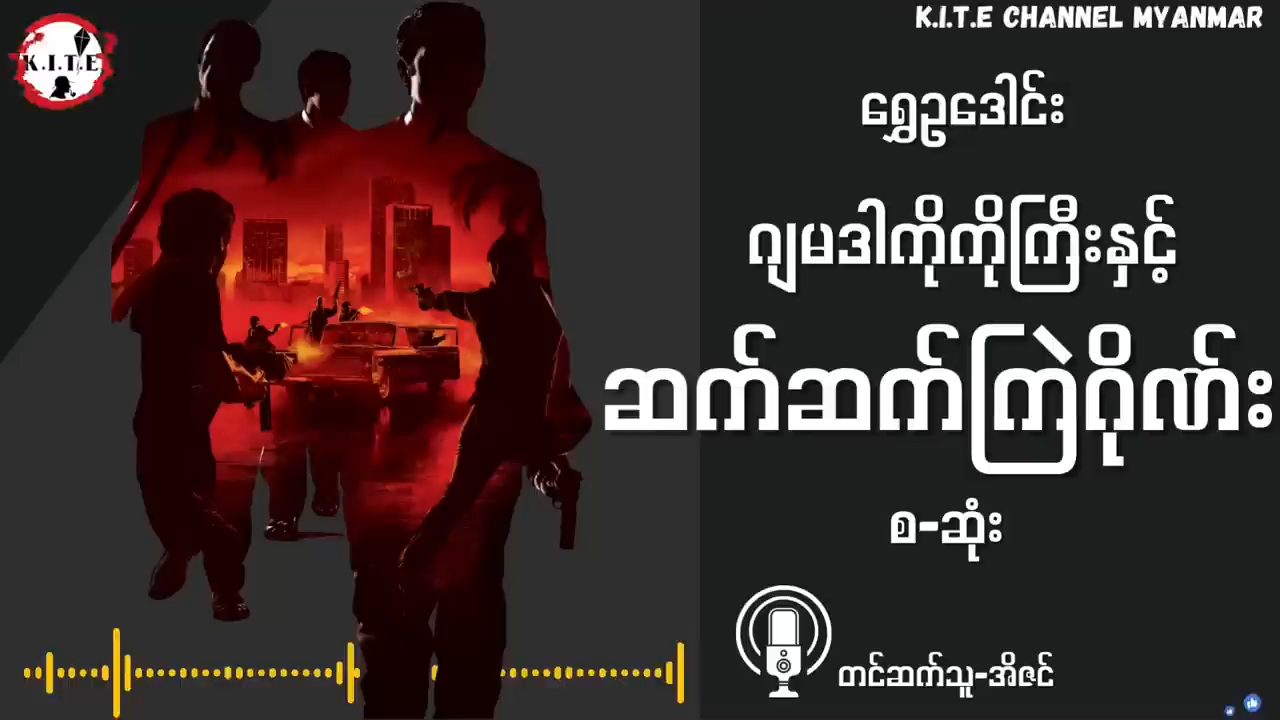 K.I.T.E CHANNEL MYANMAR
K.I.T.E
ရွှေဥဒေါင်း
ဂျမဒါကိုကိုကြီးနှင့်
ဆက်ဆက်ကြဲဂိုဏ်း
စ-ဆုံး
တင်ဆက်သူ-အိဇင်